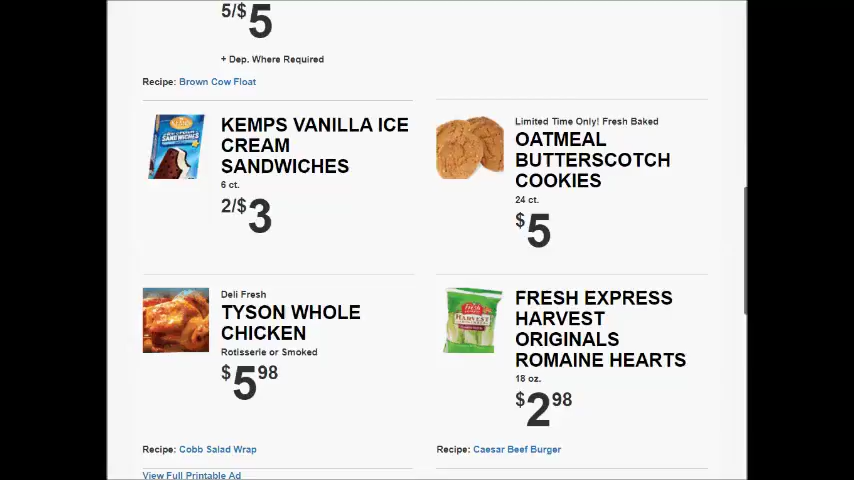 5/$5
+ Dep. Where Required
Recipe: Brown Cow Float
KEMPS VANILLA ICE
CREAM
SANDWICHES
6 ct.
2/$3
Limited Time Only! Fresh Baked
OATMEAL
BUTTERSCOTCH
COOKIES
24 ct.
$5
Deli Fresh
TYSON WHOLE
CHICKEN
Rotisserie or Smoked
$5 98
Recipe: Cobb Salad Wrap
FRESH EXPRESS
HARVEST
ORIGINALS
ROMAINE HEARTS
18 oz.
$2 98
Recipe: Caesar Beef Burger
View Full Printable Ad